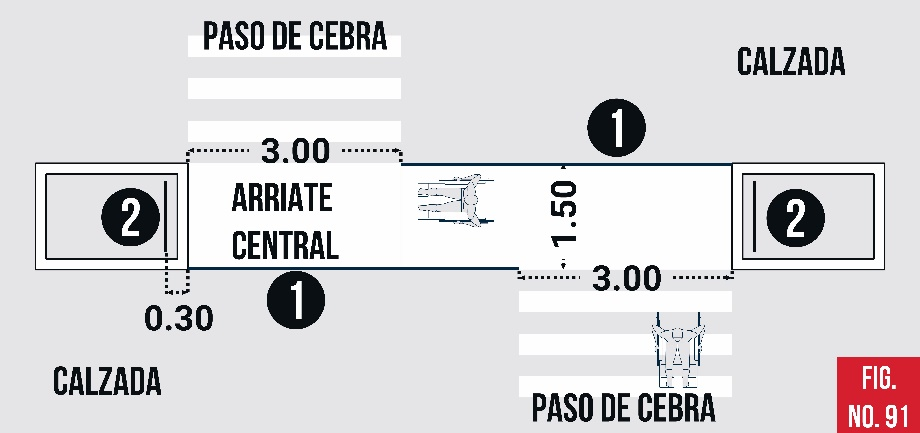 PASO DE CEBRA
CALZADA
1
3.00
ARRIATE
CENTRAL
1.50
2
2
3.00
1
0.30
CALZADA
PASO DE CEBRA
FIG.
NO. 91